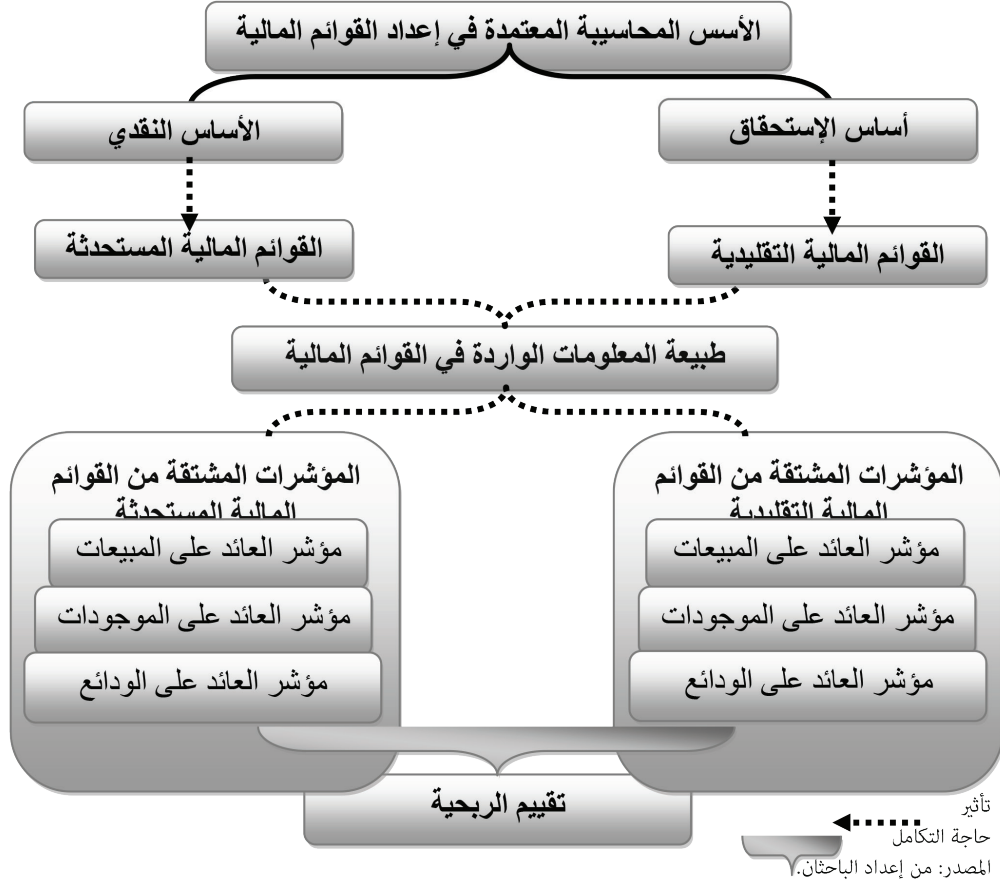 الأسس المحاسيبة المعتمدة في إعداد القوائم المالية
أساس الإستحقاق
الأساس النقدي
القوائم المالية التقليدية
القوائم المالية المستحدثة
طبيعة المعلومات الواردة في القوائم المالية
المؤشرات المشتقة من القوائم
المالية التقليدية
مؤشر العائد على المبيعات
مؤشر العائد على الموجودات
مؤشر العائد على الودائع
المؤشرات المشتقة من القوائم
المالية المستحدثة
مؤشر العائد على المبيعات
مؤشر العائد على الموجودات
مؤشر العائد على الودائع
تقييم الربحية
تأثير
حاجة التكامل
المصدر: من إعداد الباحثان.